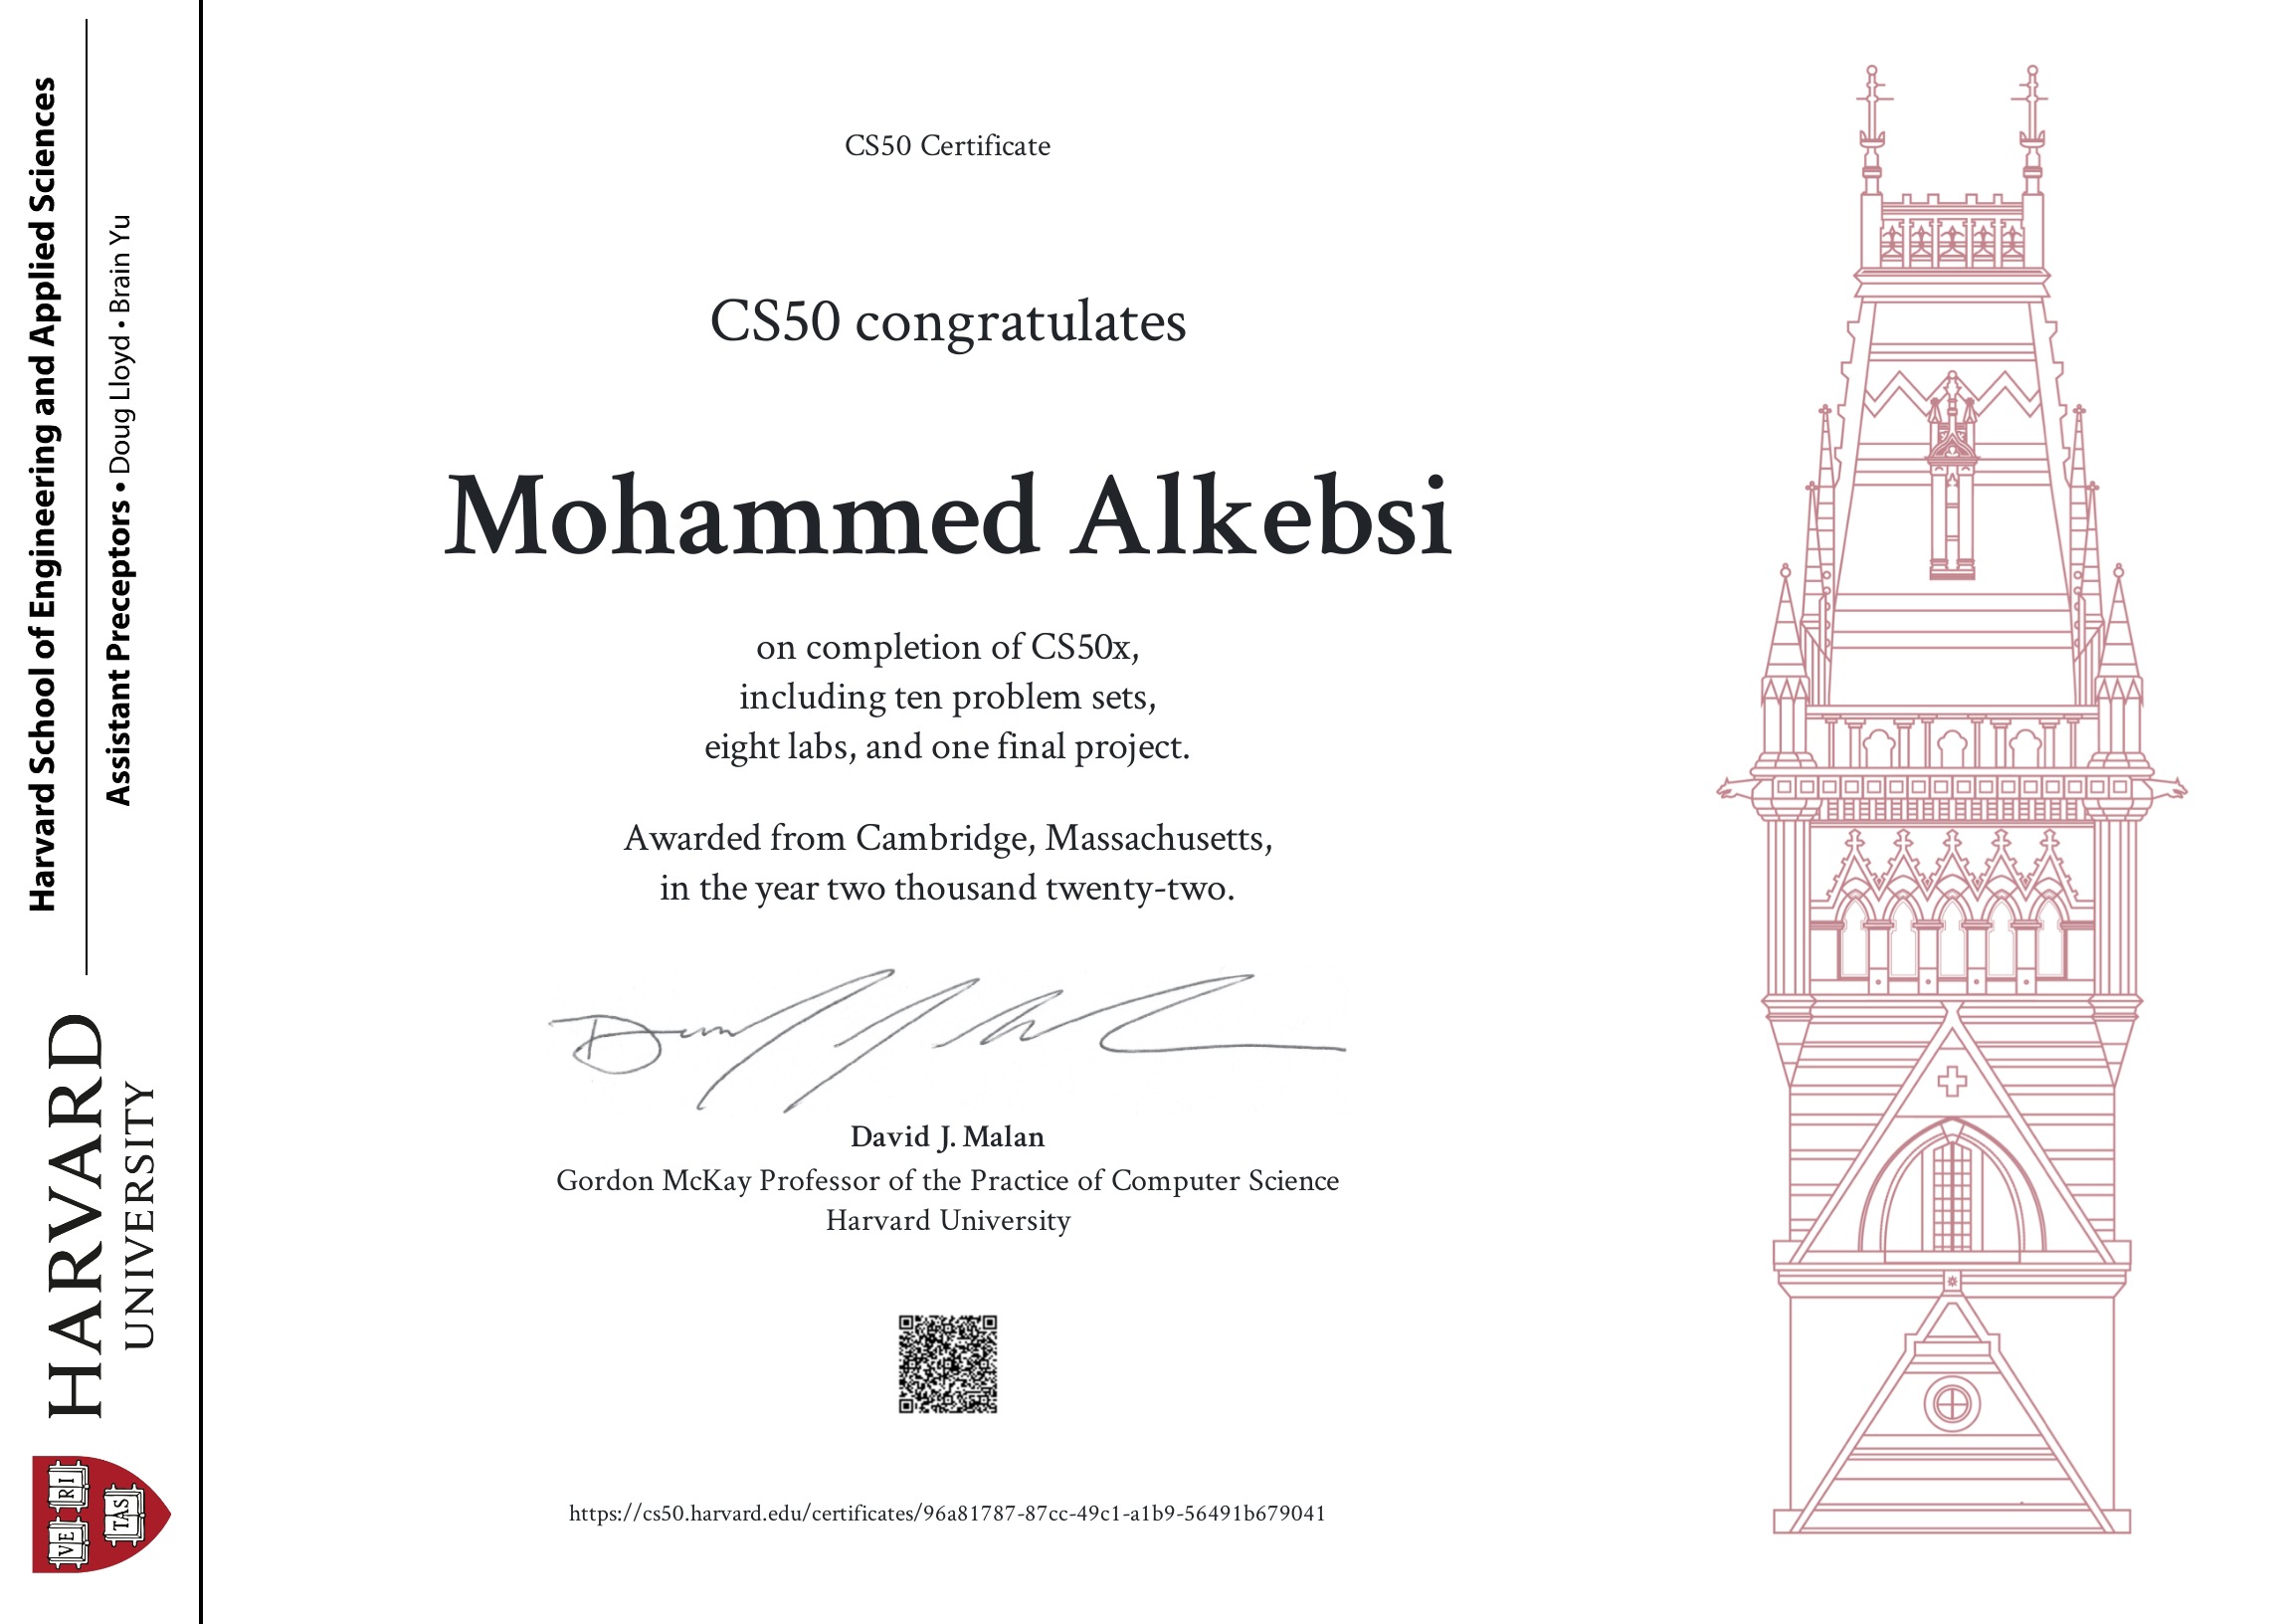 Harvard School of Engineering and Applied Sciences
Assistant Preceptors • Doug Lloyd • Brain Yu
HARVARD
UNIVERSITY
VE RI
TAS
CS50 Certificate
CS50 congratulates
Mohammed Alkebsi
on completion of CS50x,
including ten problem sets,
eight labs, and one final project.
Awarded from Cambridge, Massachusetts,
in the year two thousand twenty-two.
David J. Malan
Gordon McKay Professor of the Practice of Computer Science
Harvard University
https://cs50.harvard.edu/certificates/96a81787-87cc-49c1-a1b9-56491b679041